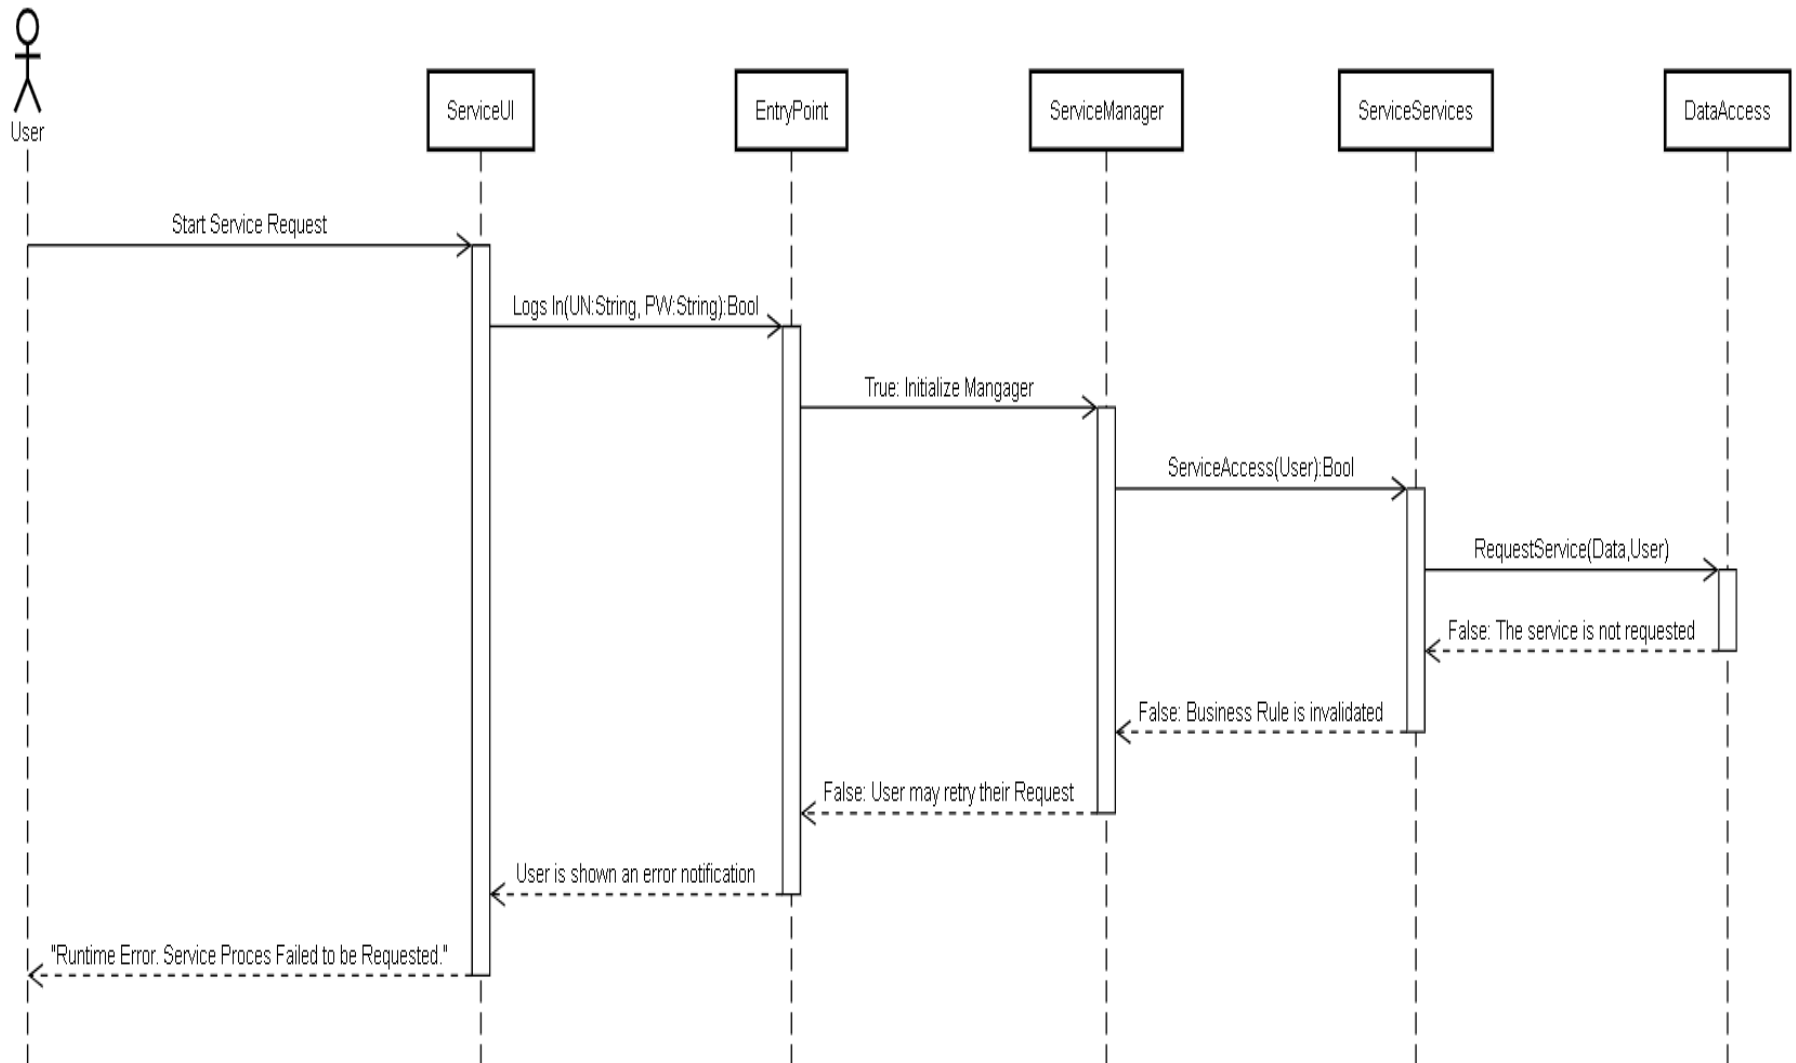 User
ServiceUI
EntryPoint
ServiceManager
ServiceServices
DataAccess
Start Service Request
Logs In(UN:String, PW:String):Bool
True: Initialize Mangager
ServiceAccess(User):Bool
RequestService(Data,User)
False: The service is not requested
False: Business Rule is invalidated
False: User may retry their Request
User is shown an error notification
"Runtime Error. Service Proces Failed to be Requested."